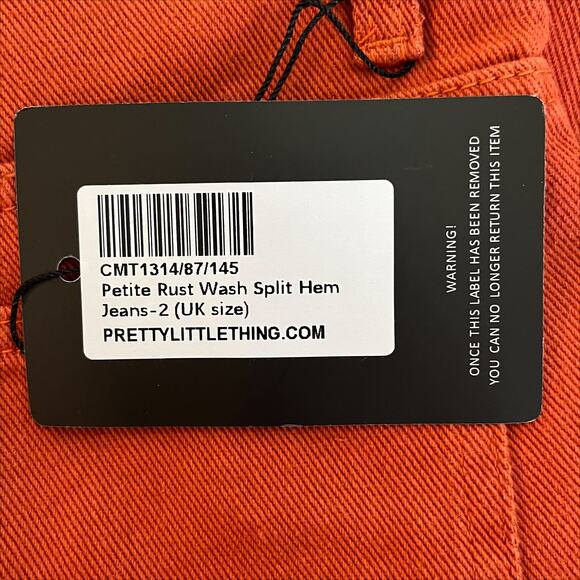 CMT1314/87/145
Petite Rust Wash Split Hem
Jeans-2 (UK size)
PRETTYLITTLETHING.COM
WARNING!
ONCE THIS LABEL HAS BEEN REMOVED
YOU CAN NO LONGER RETURN THIS ITEM